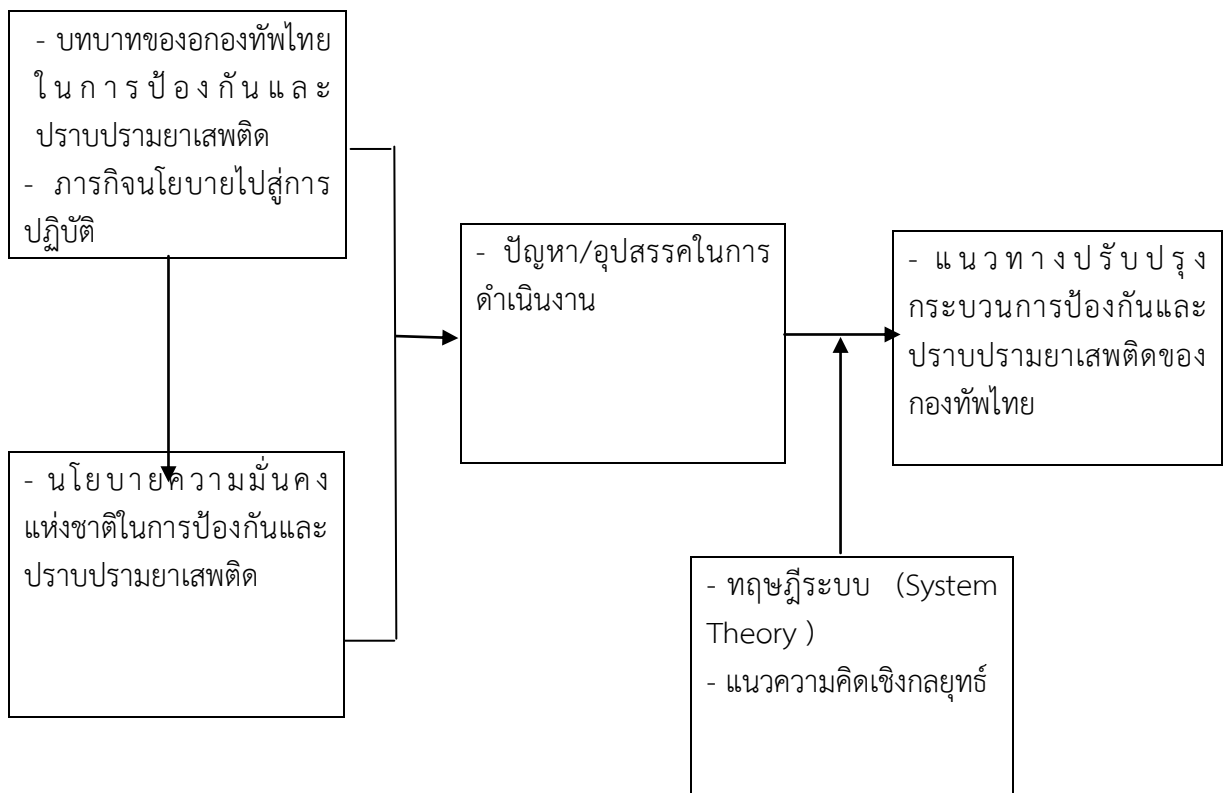 - บทบาทของอกองทัพไทย
ในการป้องกันและ
ปราบปรามยาเสพติด
- ภารกิจนโยบายไปสู่การ
ปฏิบัติ
- นโยบายความมั่นคง
แห่งชาติในการป้องกันและ
ปราบปรามยาเสพติด
- ปัญหา/อุปสรรคในการ
ดำเนินงาน
- แนวทางปรับปรุง
กระบวนการป้องกันและ
ปราบปรามยาเสพติดของ
กองทัพไทย
- ทฤษฎีระบบ (System
Theory )
- แนวความคิดเชิงกลยุทธ์